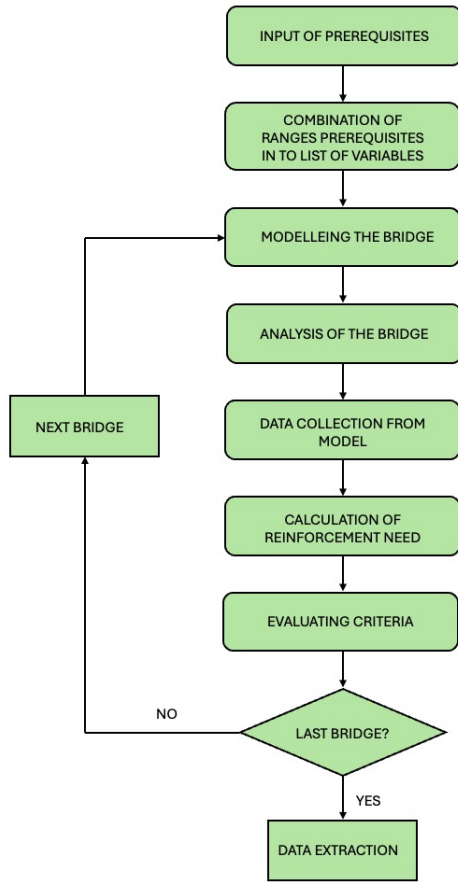 INPUT OF PREREQUISITES
COMBINATION OF
RANGES PREREQUISITES
IN TO LIST OF VARIABLES
MODELLEING THE BRIDGE
ANALYSIS OF THE BRIDGE
NEXT BRIDGE
DATA COLLECTION FROM
MODEL
CALCULATION OF
REINFORCEMENT NEED
EVALUATING CRITERIA
NO
LAST BRIDGE?
YES
DATA EXTRACTION